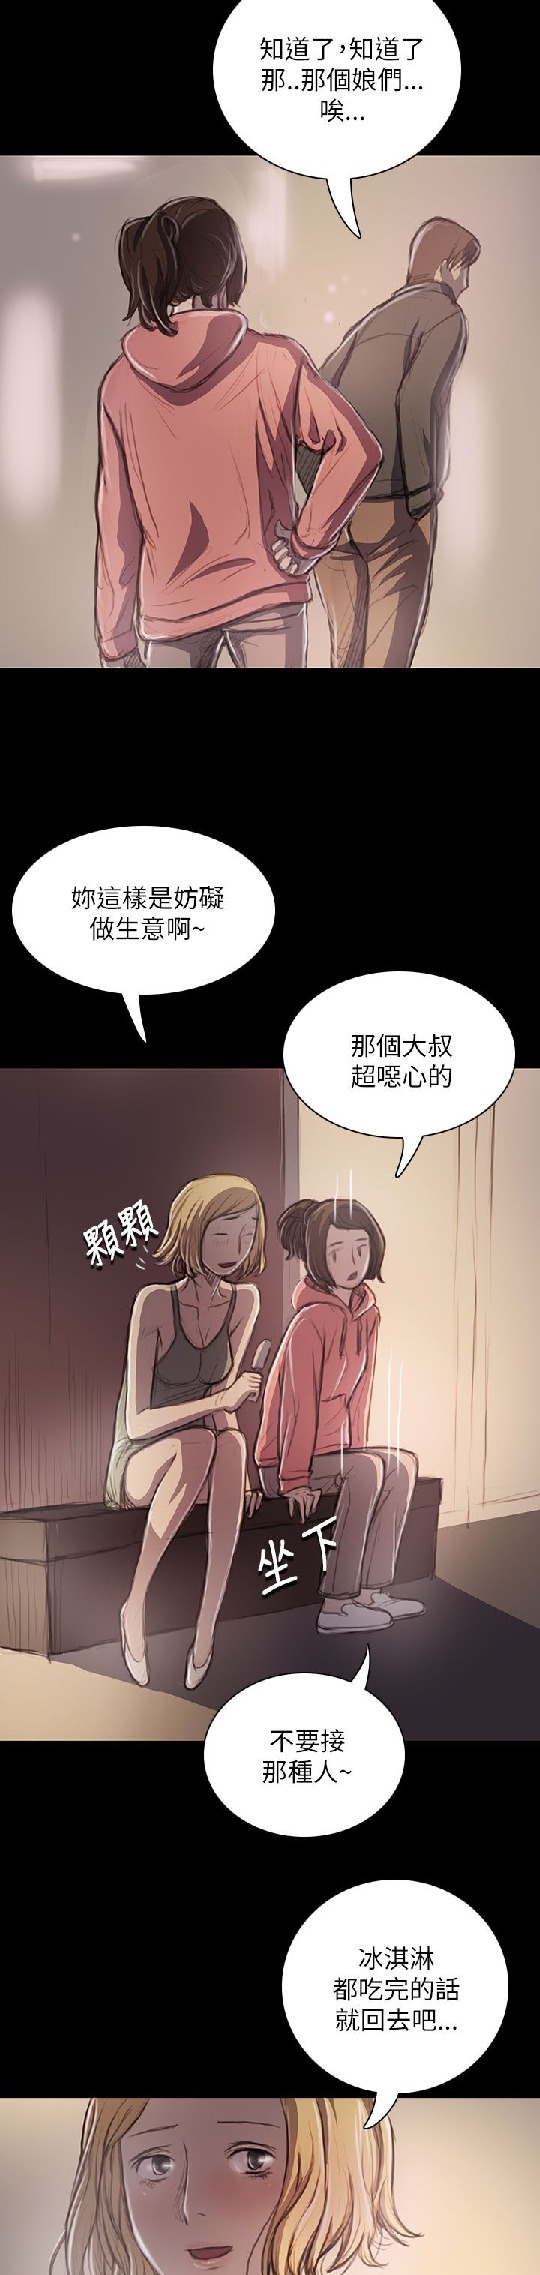 知道了,知道了
那..那個娘們...
唉...
妳這樣是妨礙
做生意啊~
那個大叔
超噁心的
顆顆
坐下
不要接
那種人~
冰淇淋
都吃完的話
就回去吧...